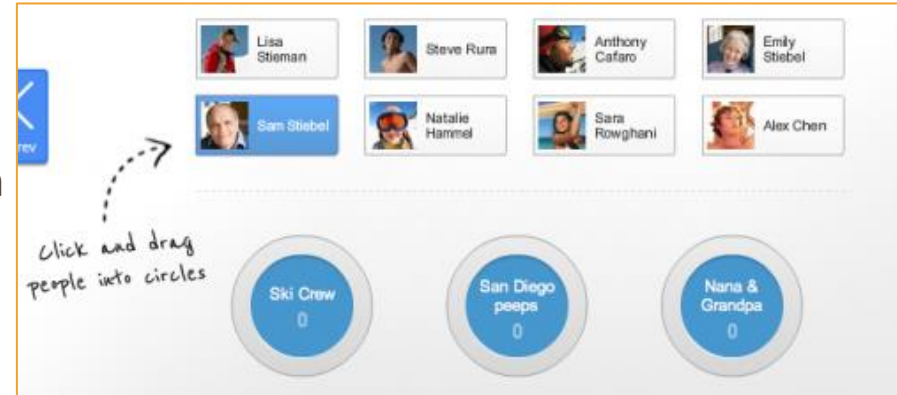 Lisa
Stieman
Steve Rura
Anthony
Cafaro
Emily
Stiebel
Sam Stiebel
Natalie
Hammel
Sara
Rowghani
Alex Chen
rev
Click and drag
people into circles
Ski Crew
0
San Diego
peeps
0
Nana &
Grandpa
0